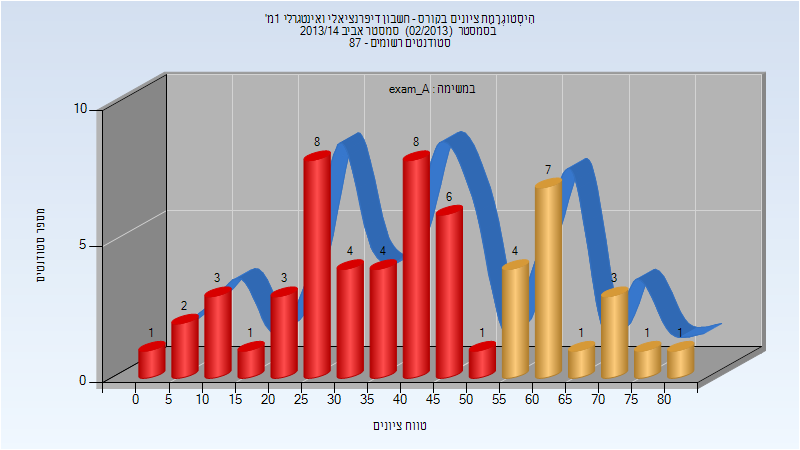 היסטוגרמת ציונים בקורס - חשבון דיפרנציאלי ואינטגרלי 1מ'
בסמסטר (02/2013) סמסטר אביב 2013/14
סטודנטים רשומים - 87
במשימה : exam_A
מספר סטודנטים
10
5
0
1
2
3
1
3
8
4
4
8
6
1
4
7
1
3
1
1
0 5 10 15 20 25 30 35 40 45 50 55 60 65 70 75 80
טווח ציונים